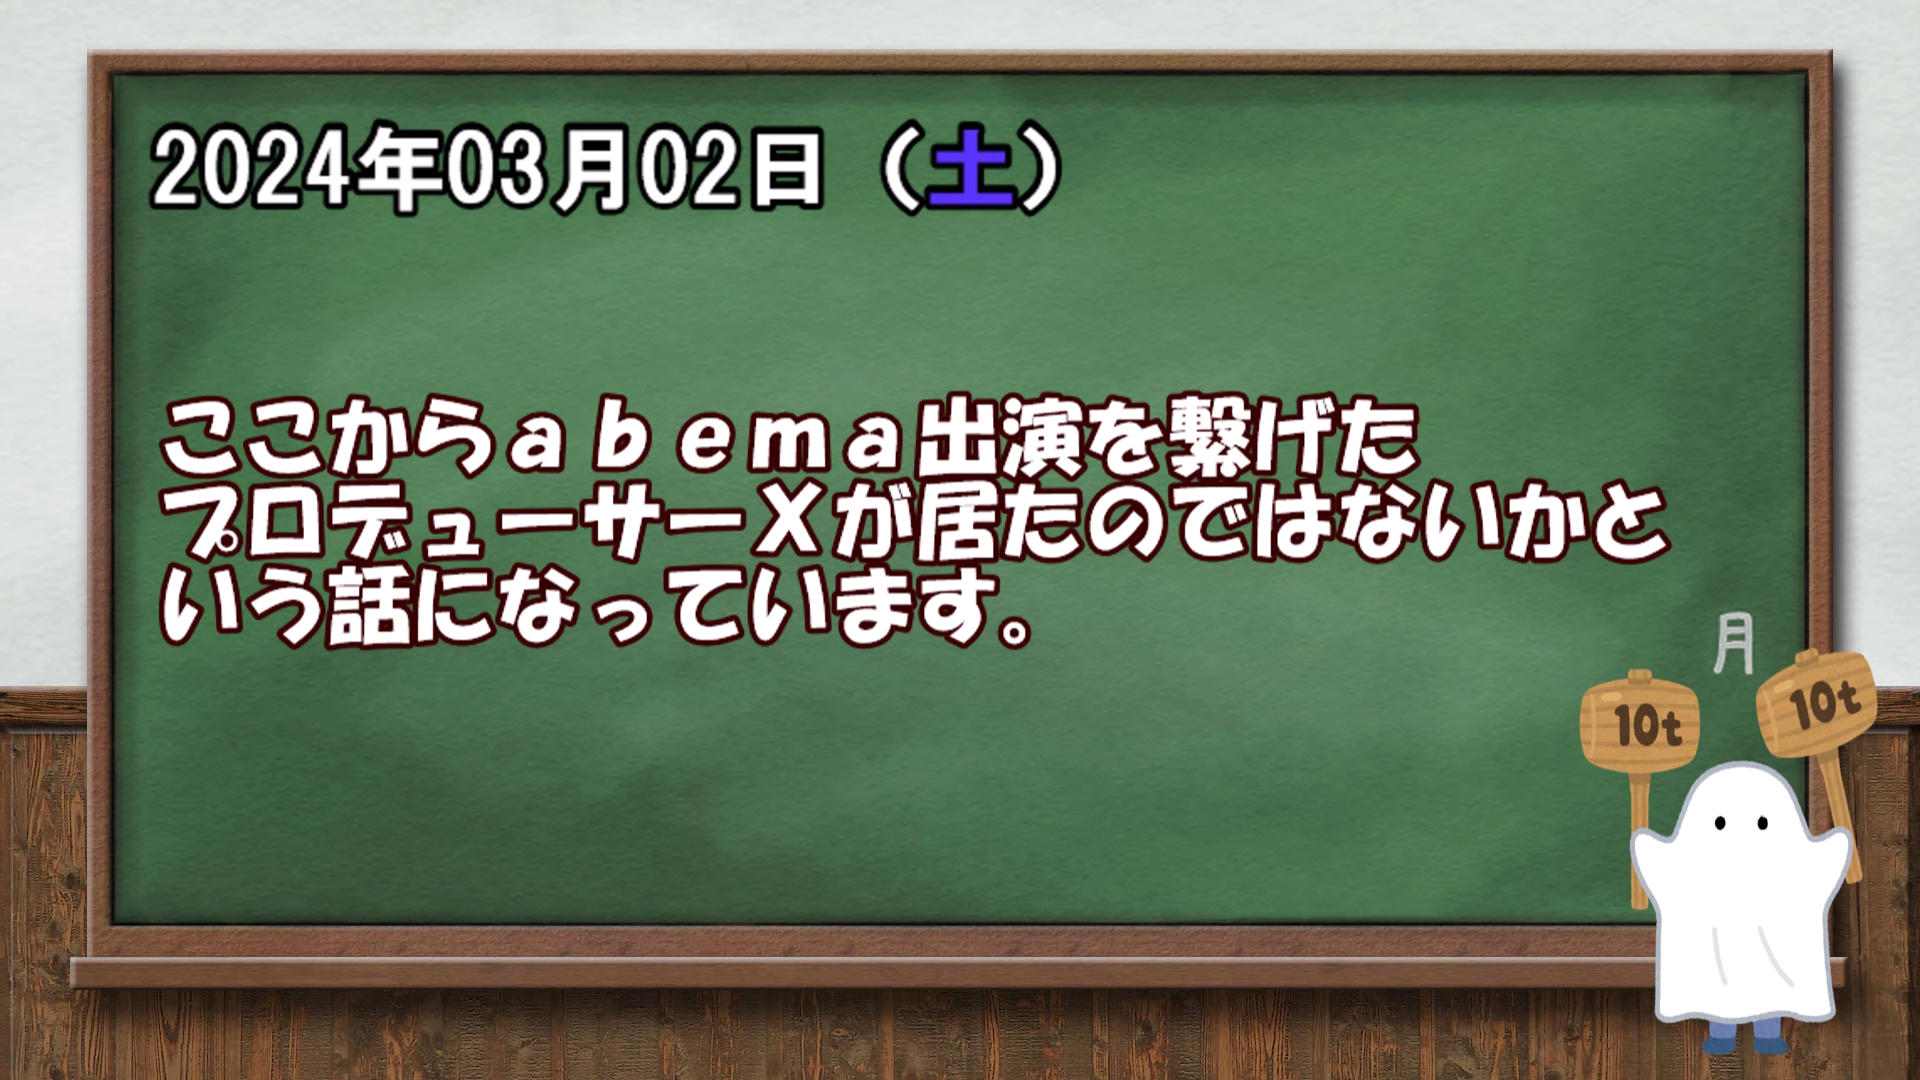 2024年03月02日（土）
ここからａｂｅｍａ出演を繋げた
プロデューサーＸが居たのではないかと
いう話になっています。
月
10t
10t